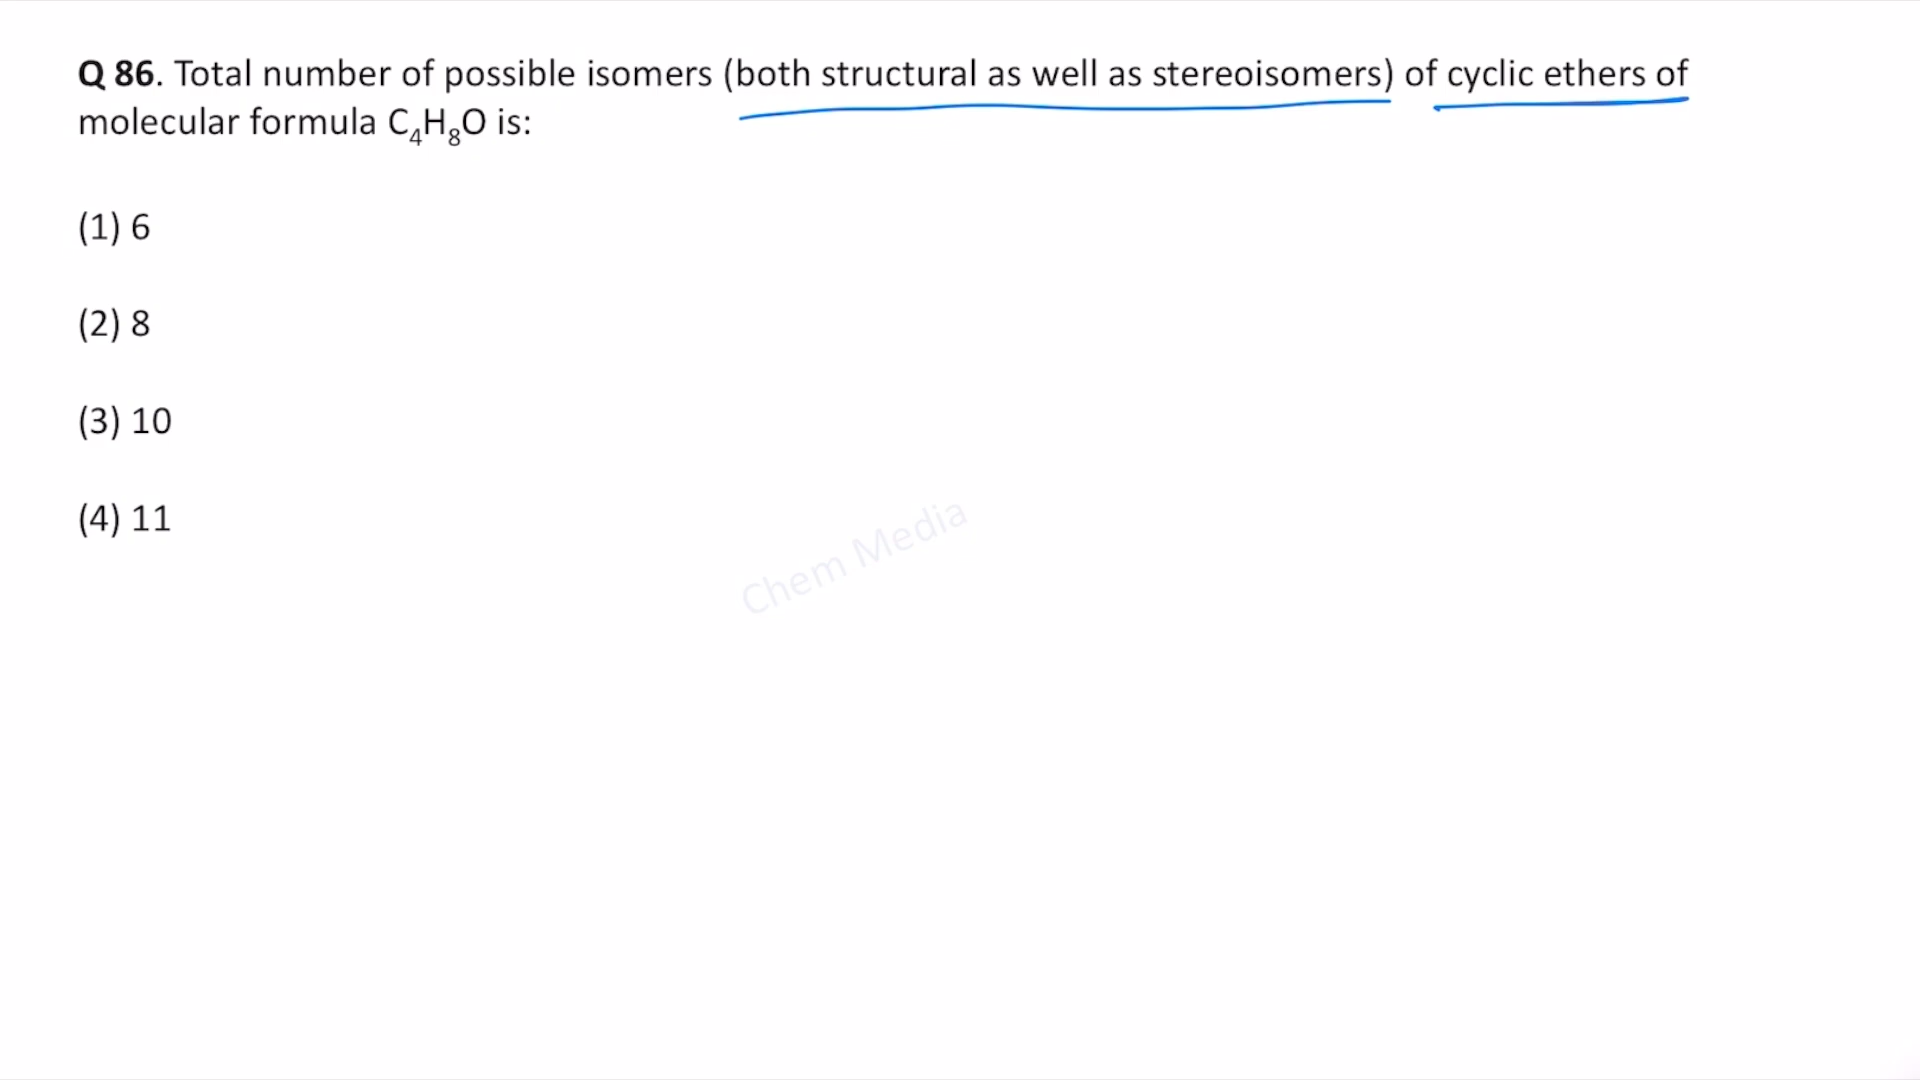 Q 86. Total number of possible isomers (both structural as well as stereoisomers) of cyclic ethers of
molecular formula C₄H₈O is:
(1) 6
(2) 8
(3) 10
(4) 11
Chem Media